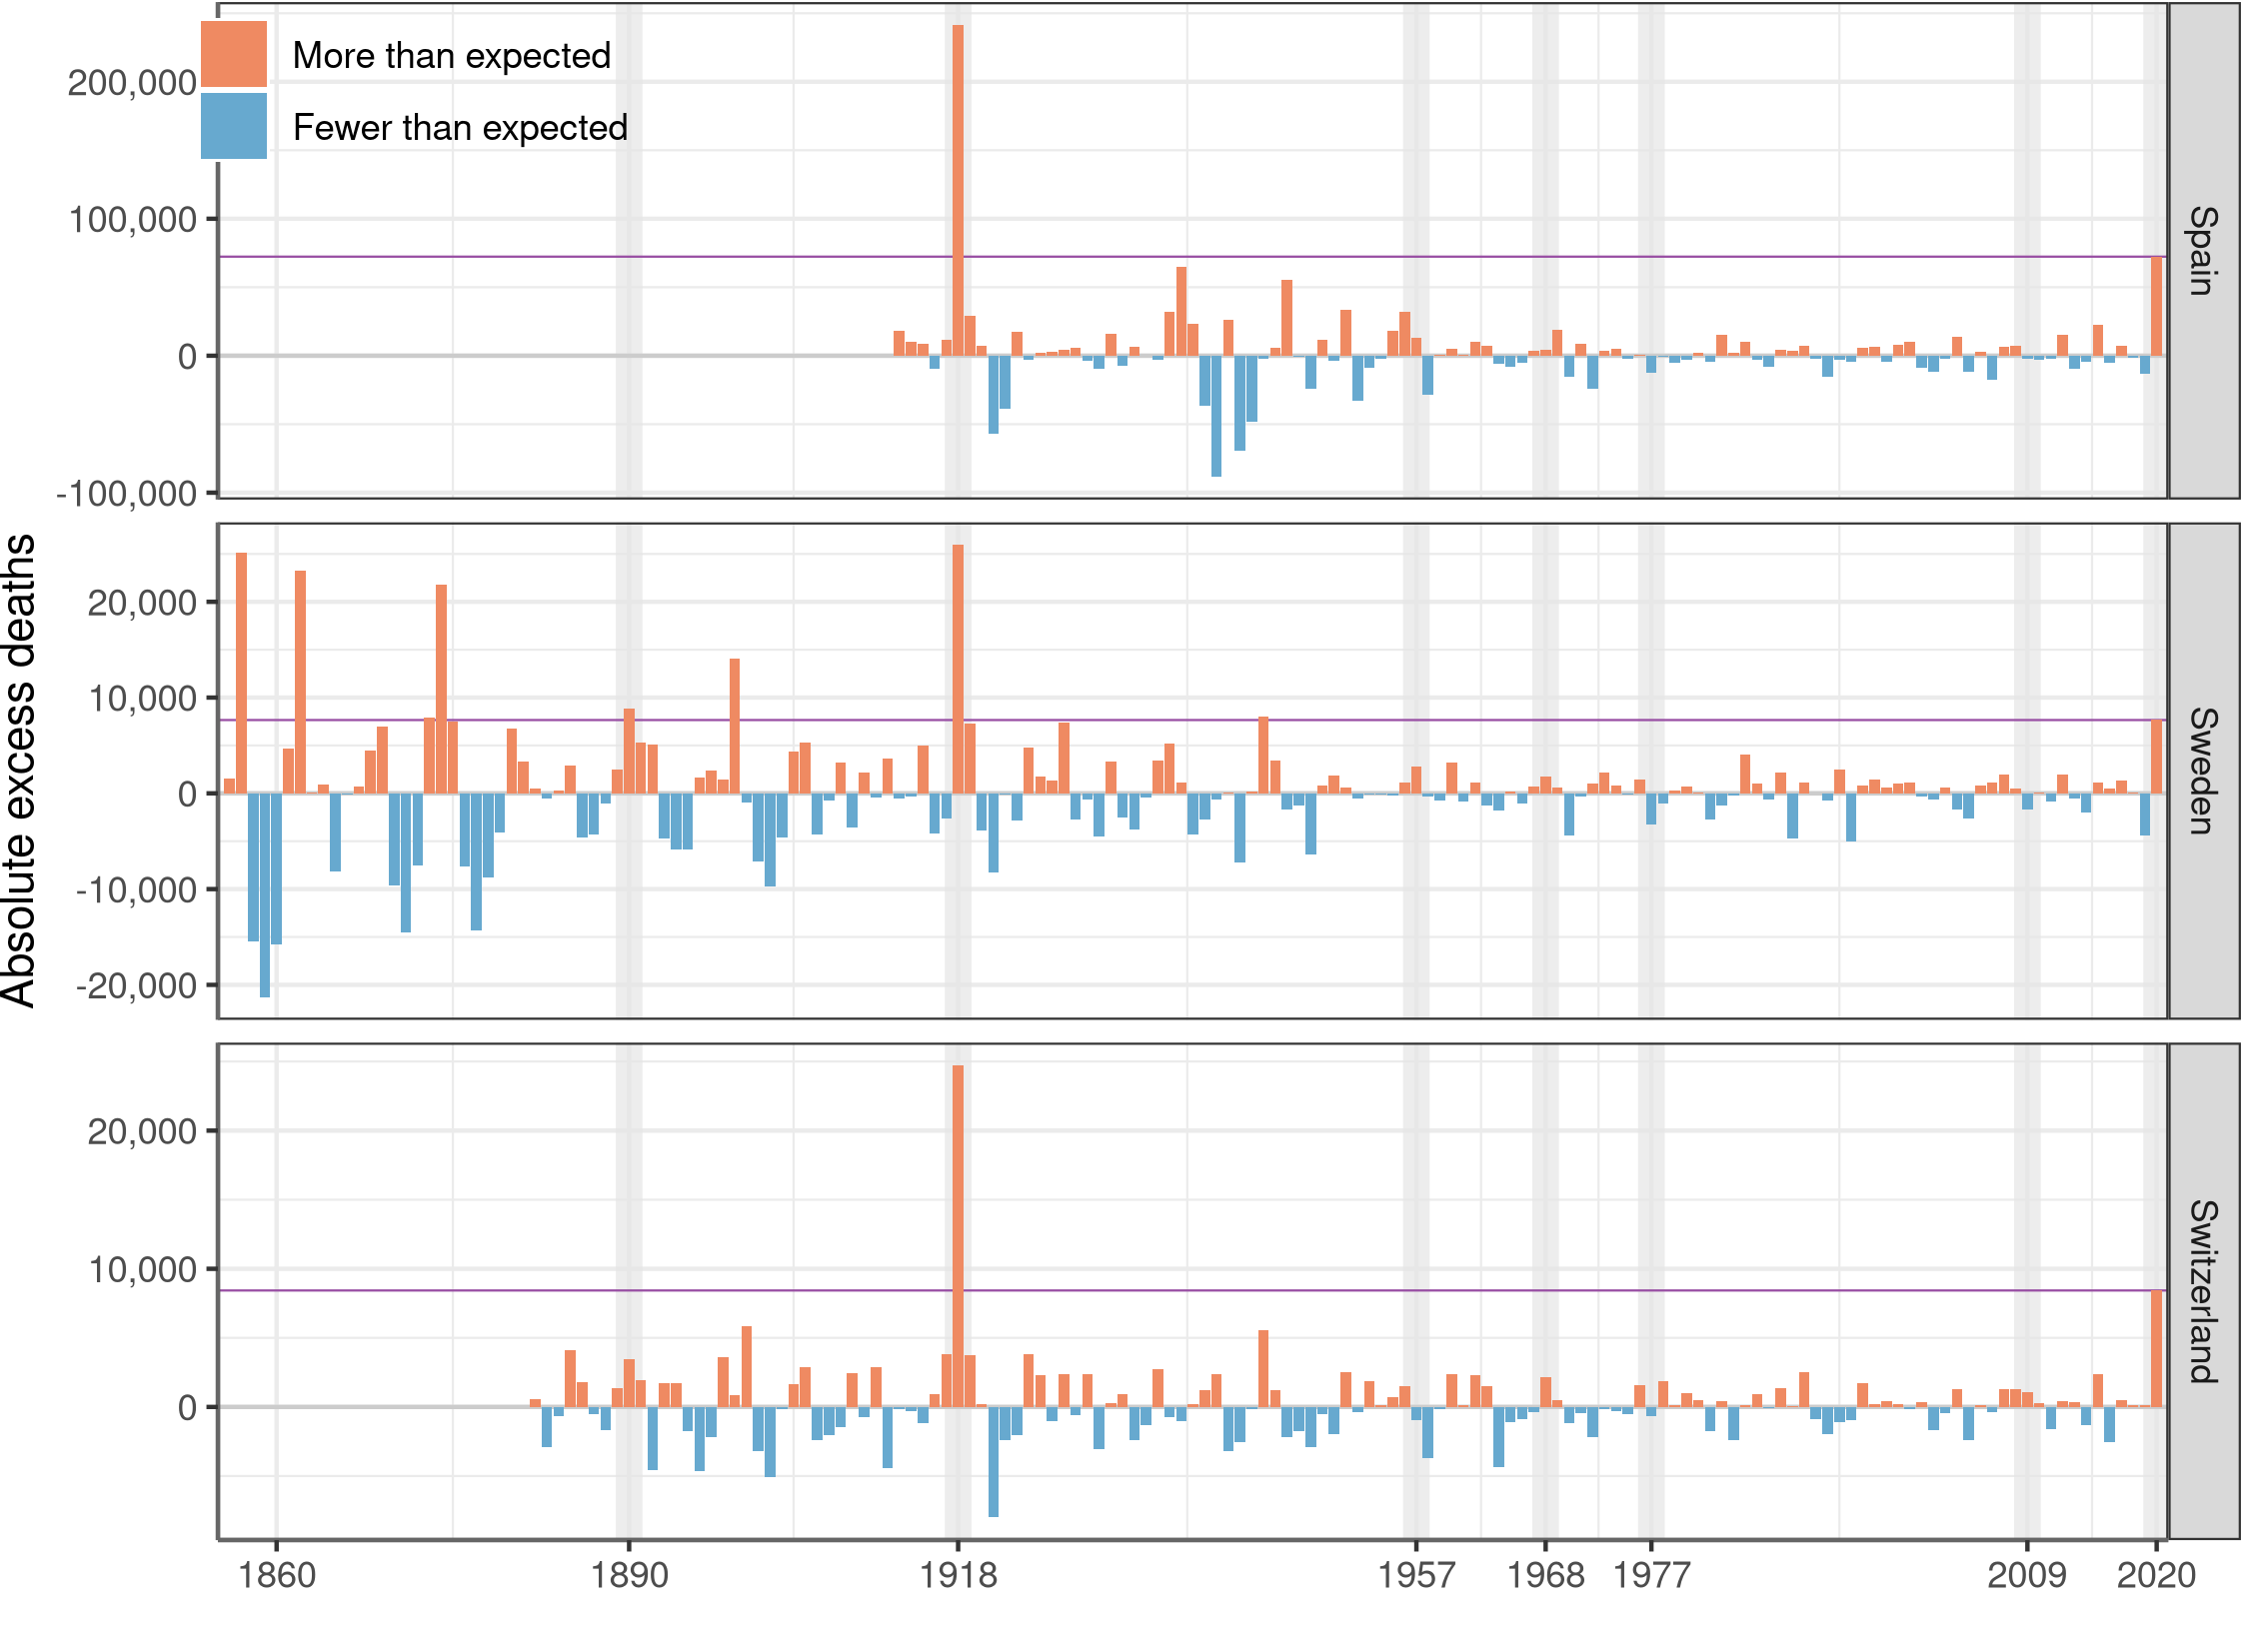 More than expected
Fewer than expected
200,000
100,000
0
-100,000
Spain
Absolute excess deaths
20,000
10,000
0
-10,000
-20,000
Sweden
20,000
10,000
0
Switzerland
1860 1890 1918 1957 1968 1977 2009 2020